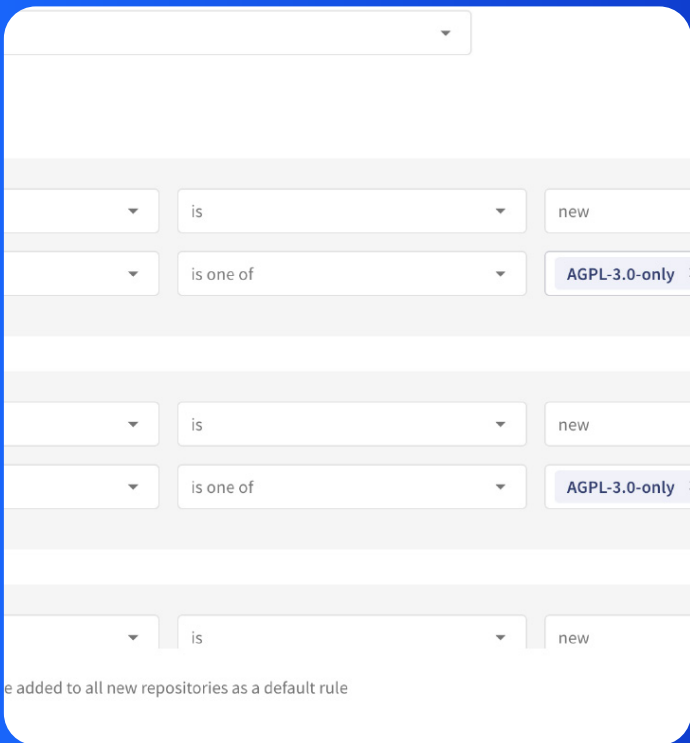 is new
is one of AGPL-3.0-only
is new
is one of AGPL-3.0-only
is new
e added to all new repositories as a default rule